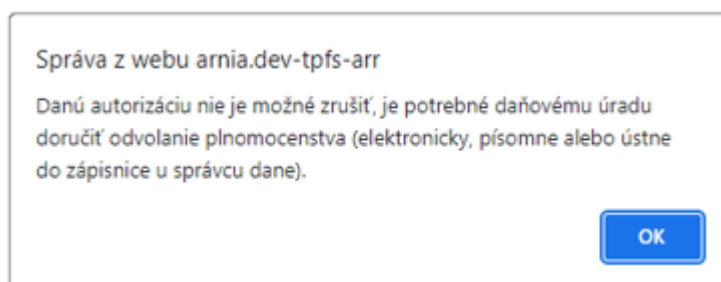 Správa z webu arnia.dev-tpfs-arr
Danú autorizáciu nie je možné zrušiť, je potrebné daňovému úradu
doručiť odvolanie plnomocenstva (elektronicky, písomne alebo ústne
do zápisnice u správcu dane).
OK